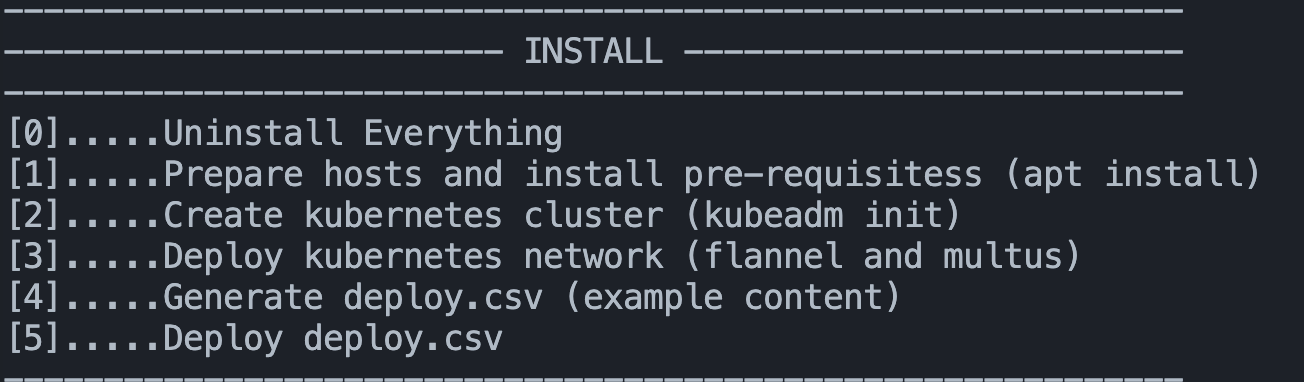 -----------------------------------------------------------
------------------------- INSTALL -------------------------
-----------------------------------------------------------
[0].....Uninstall Everything
[1].....Prepare hosts and install pre-requisitess (apt install)
[2].....Create kubernetes cluster (kubeadm init)
[3].....Deploy kubernetes network (flannel and multus)
[4].....Generate deploy.csv (example content)
[5].....Deploy deploy.csv
-----------------------------------------------------------